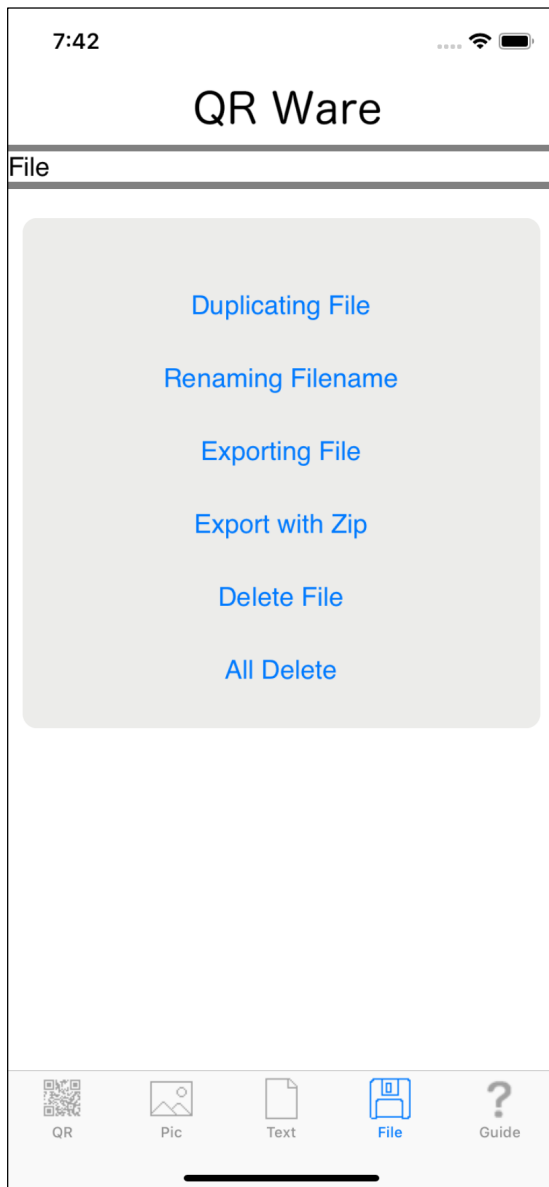 7:42
QR Ware
File
Duplicating File
Renaming Filename
Exporting File
Export with Zip
Delete File
All Delete
QR Pic Text File Guide